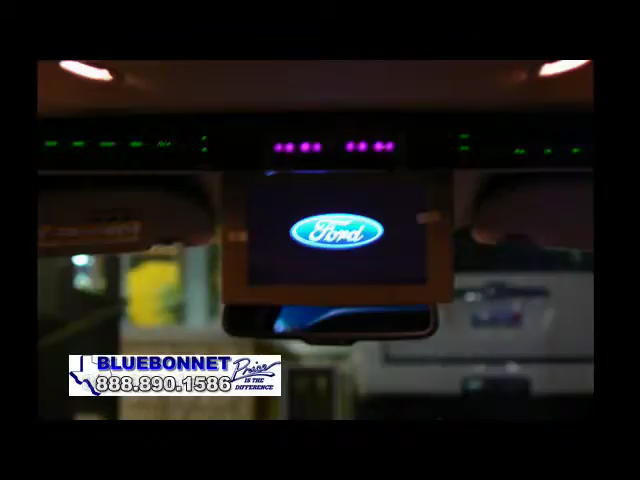 Ford
BLUEBONNET
888.890.1586
Price
IS THE
DIFFERENCE